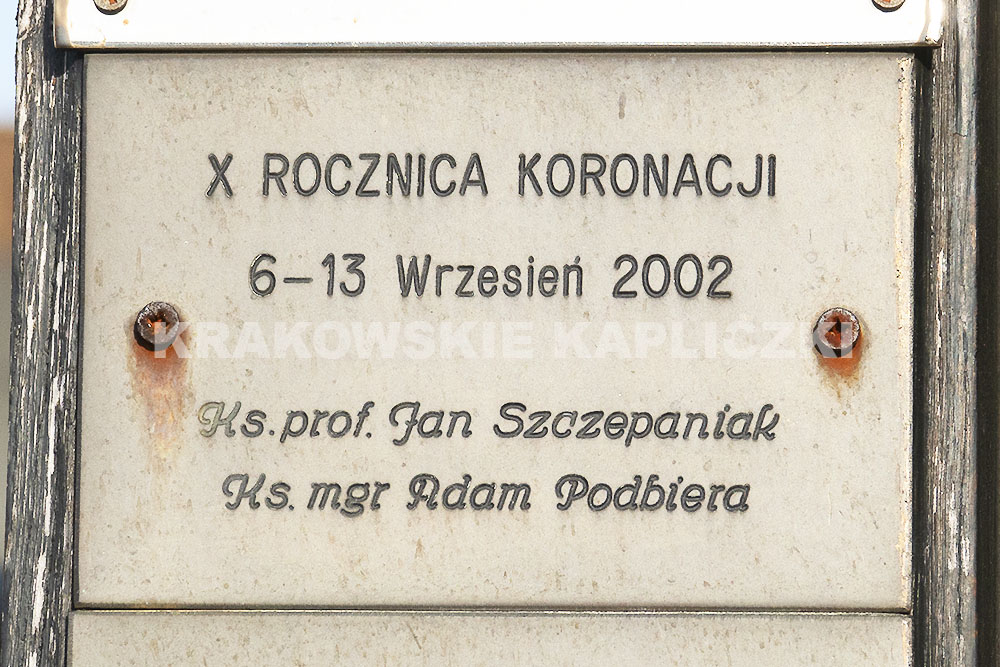 X ROCZNICA KORONACJI
6-13 Wrzesień 2002
KRAKOWSKIE KAPLICZKI
Ks. prof. Jan Szczepaniak
Ks. mgr Adam Podbiera